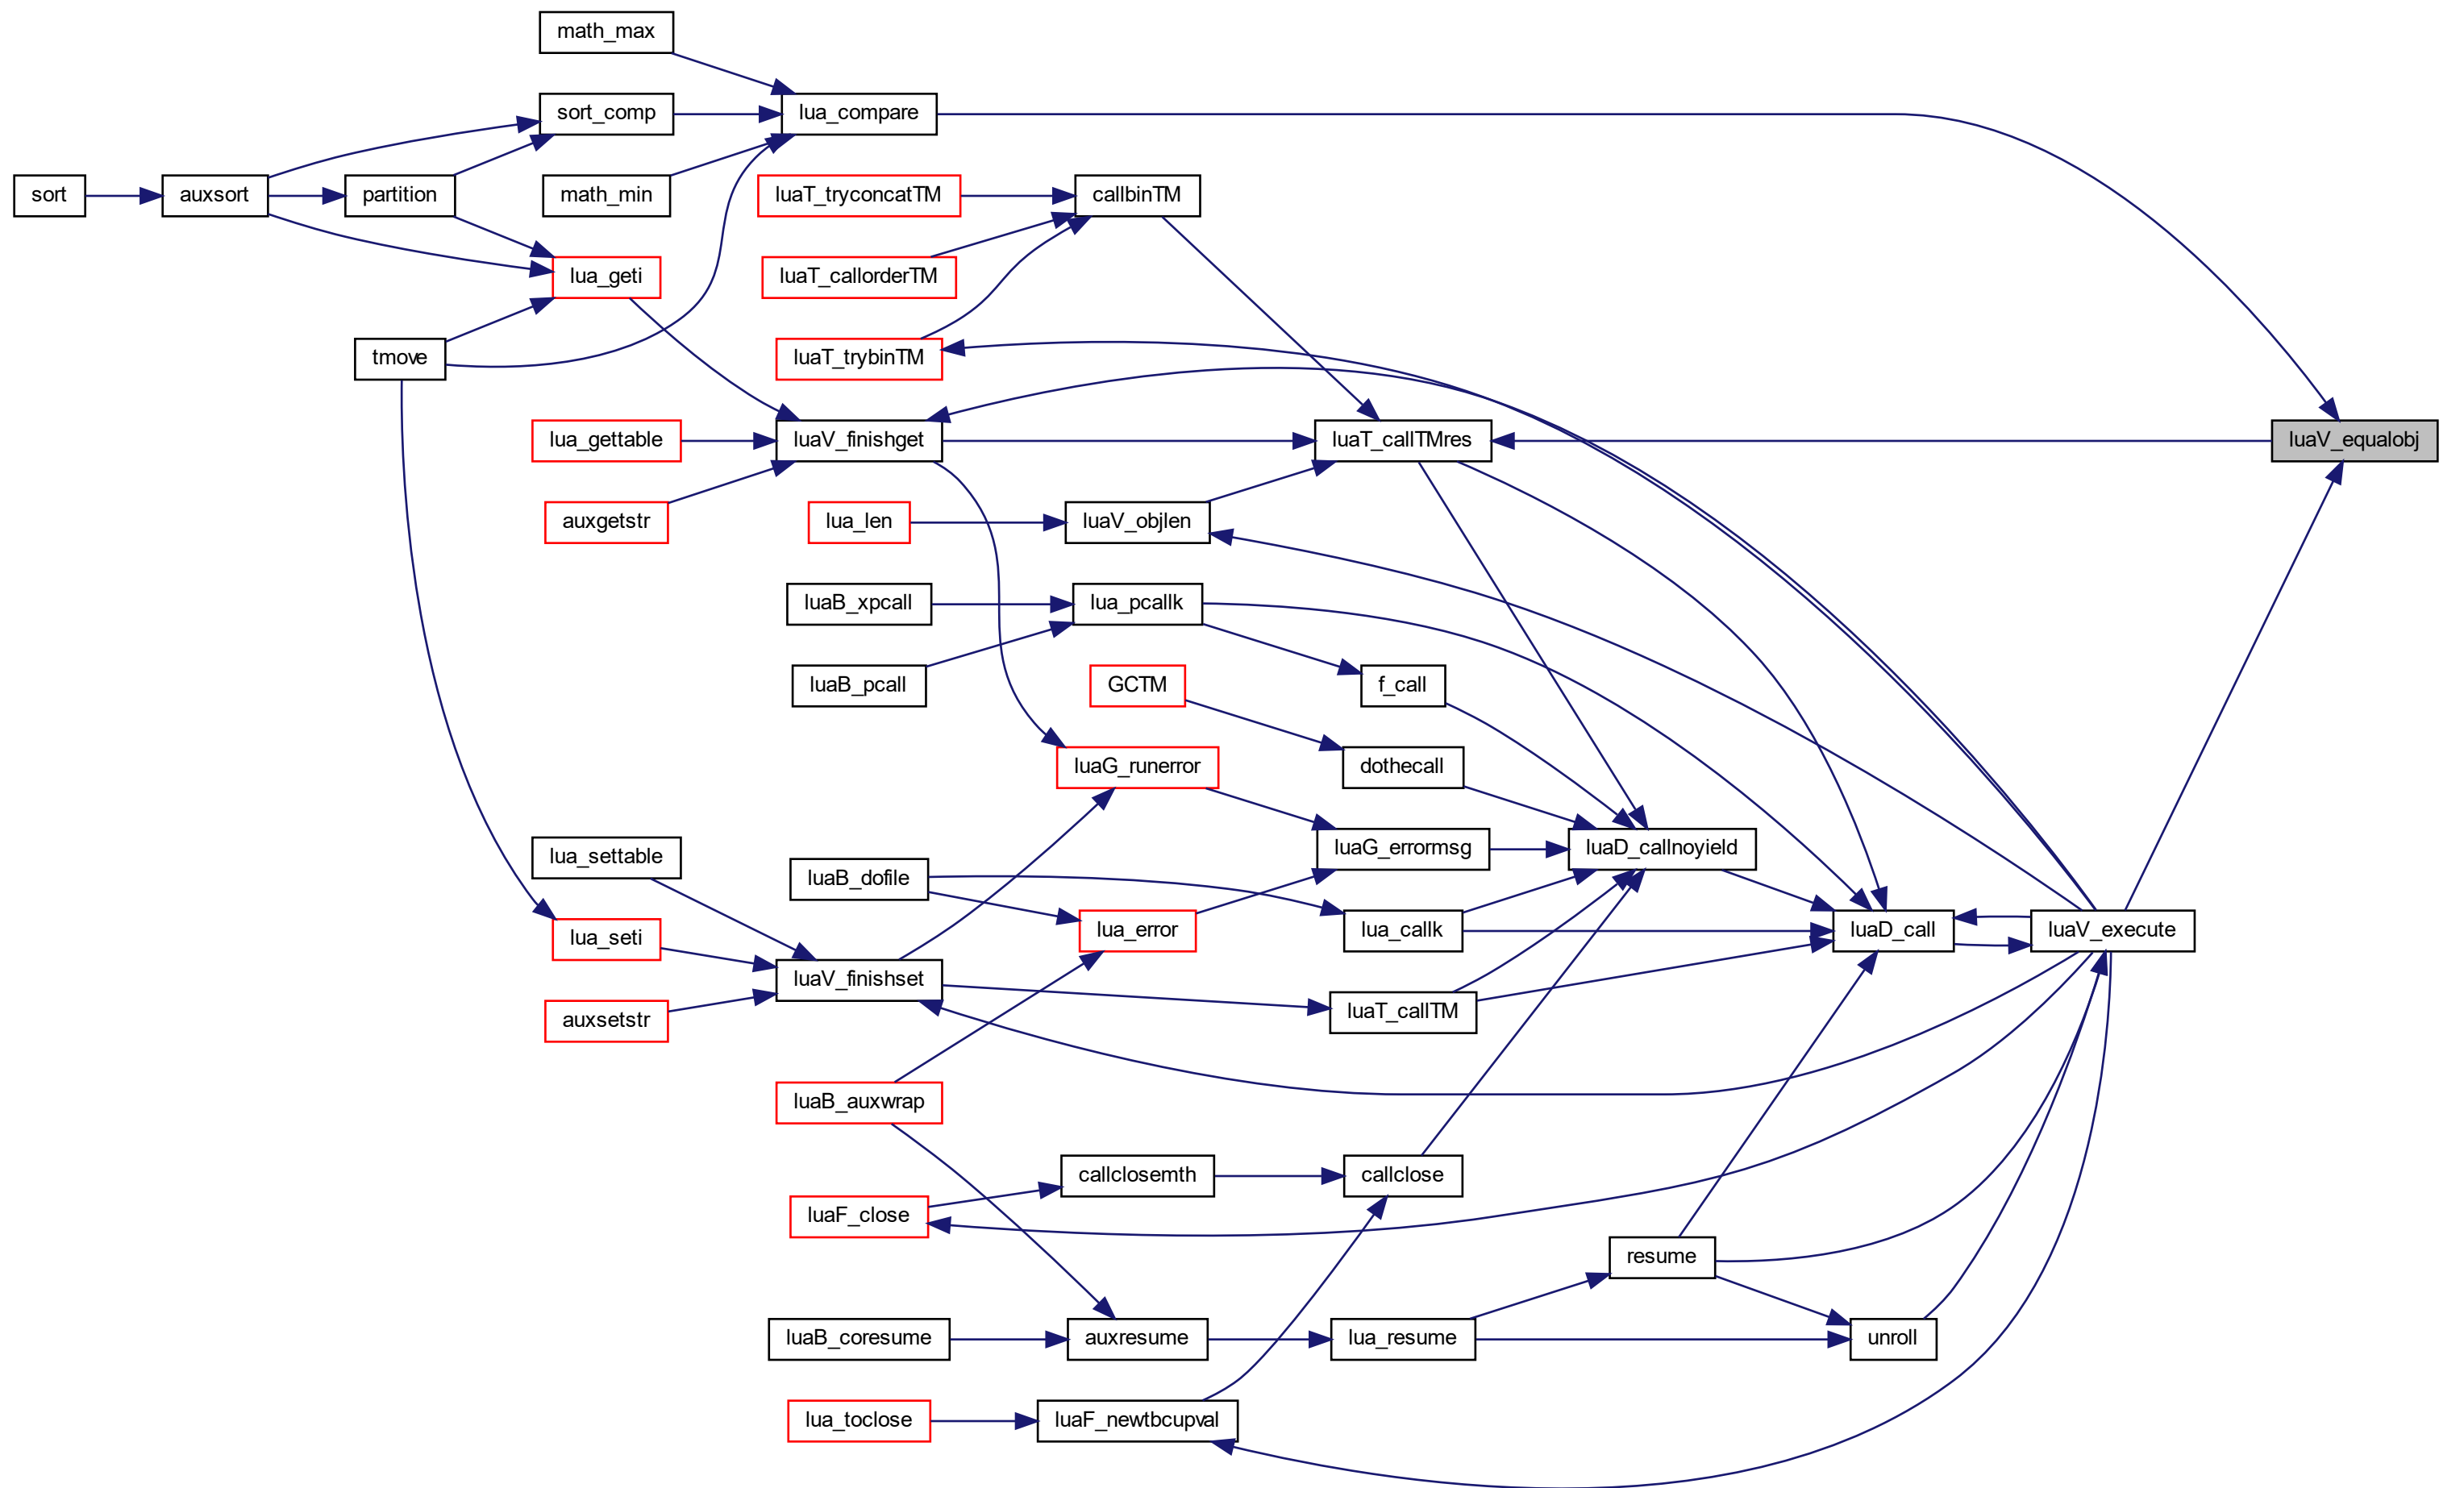 math_max
sort_comp
lua_compare
sort
auxsort
partition
math_min
luaT_tryconcatTM
callbinTM
lua_geti
luaT_callorderTM
tmove
luaT_trybinTM
lua_gettable
luaV_finishget
luaT_callTMres
luaV_equalobj
auxgetstr
lua_len
luaV_objlen
luaB_xpcall
lua_pcallk
luaB_pcall
GCTM
f_call
luaG_runerror
dothecall
lua_settable
luaB_dofile
luaG_errormsg
luaD_callnoyield
lua_seti
lua_error
lua_callk
luaD_call
luaV_execute
luaV_finishset
auxsetstr
luaT_callTM
luaB_auxwrap
callclosemth
callclose
luaF_close
resume
luaB_coresume
auxresume
lua_resume
unroll
lua_toclose
luaF_newtbcupval